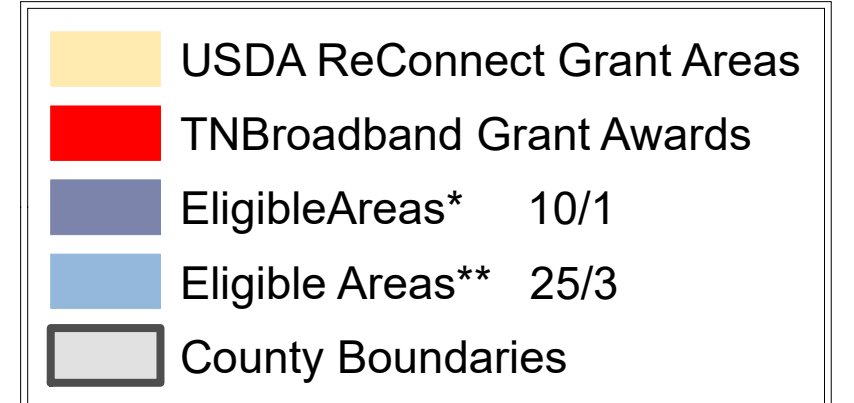 USDA ReConnect Grant Areas
TNBroadband Grant Awards
EligibleAreas* 10/1
Eligible Areas** 25/3
County Boundaries